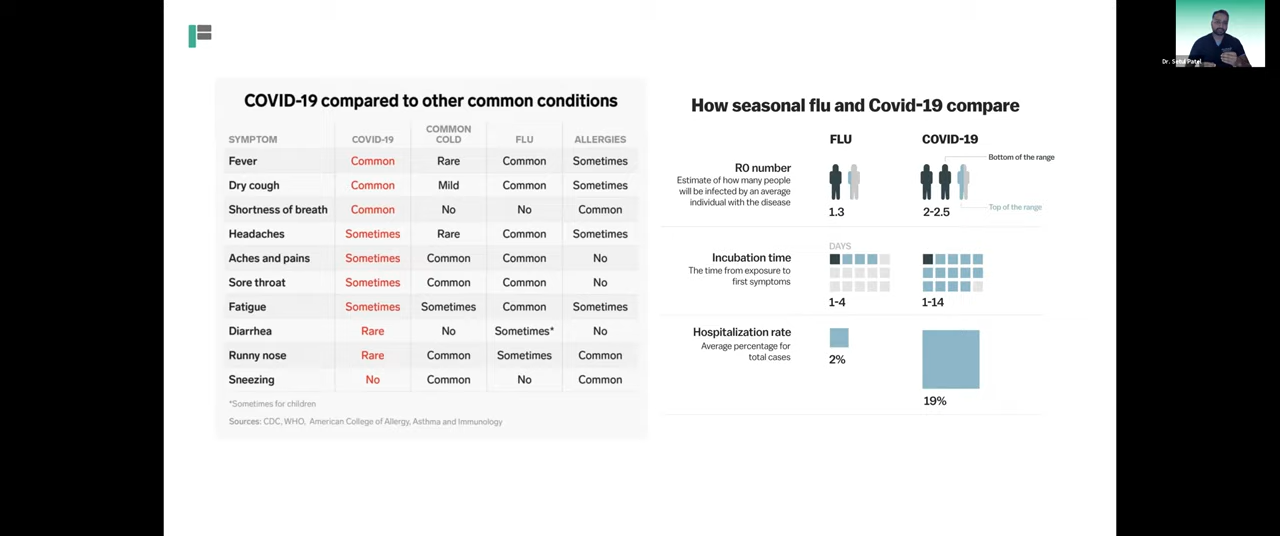 Dr. Setul Patel
COVID-19 compared to other common conditions
SYMPTOM COVID-19 COMMON COLD FLU ALLERGIES
Fever Common Rare Common Sometimes
Dry cough Common Mild Common Sometimes
Shortness of breath Common No No Common
Headaches Sometimes Rare Common Sometimes
Aches and pains Sometimes Common Common No
Sore throat Sometimes Common Common No
Fatigue Sometimes Sometimes Common Sometimes
Diarrhea Rare No Sometimes* No
Runny nose Rare Common Sometimes Common
Sneezing No Common No Common
*Sometimes for children
Sources: CDC, WHO, American College of Allergy, Asthma and Immunology
How seasonal flu and Covid-19 compare
FLU COVID-19
Bottom of the range
R0 number
Estimate of how many people
will be infected by an average
individual with the disease
Top of the range
1.3 2-2.5
DAYS
Incubation time
The time from exposure to
first symptoms
1-4 1-14
Hospitalization rate
Average percentage for
total cases
2%
19%